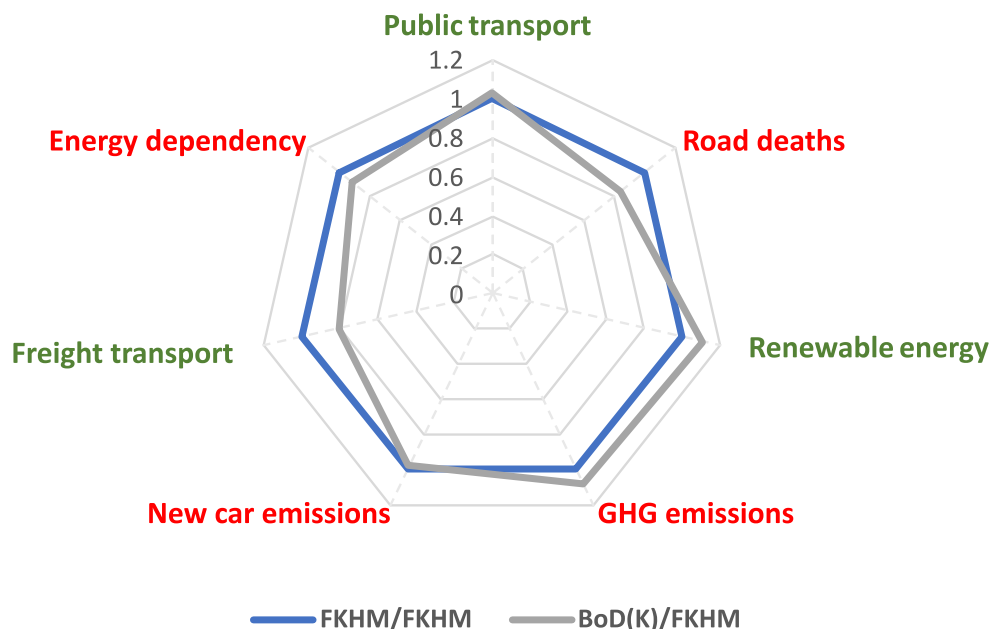 Public transport
1.2
1
Energy dependency
0.8
Road deaths
0.6
0.4
0.2
0
Freight transport
Renewable energy
New car emissions
GHG emissions
FKHM/FKHM
BoD(K)/FKHM